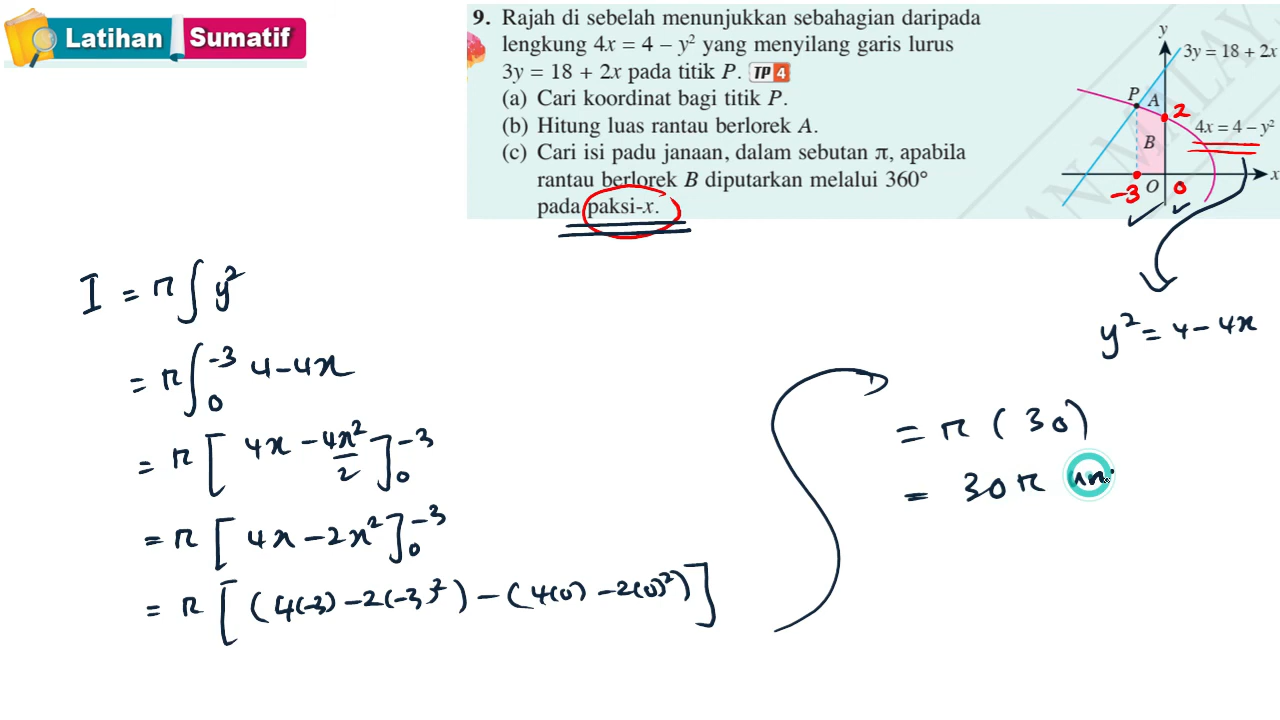 Latihan Sumatif
9. Rajah di sebelah menunjukkan sebahagian daripada
lengkung 4x = 4 – y² yang menyilang garis lurus
3y = 18 + 2x pada titik P. TP 4
(a) Cari koordinat bagi titik P.
(b) Hitung luas rantau berlorek A.
(c) Cari isi padu janaan, dalam sebutan π, apabila
rantau berlorek B diputarkan melalui 360°
pada paksi-x.
y
3y = 18 + 2x
P A
2
4x = 4 – y²
B
x
-3 O 0
y² = 4 - 4x
I = π∫ y²
= π∫₀⁻³ 4 - 4x
= π [ 4x - 4x²/2 ]₀⁻³
= π [ 4x - 2x² ]₀⁻³
= π [ (4(-3) - 2(-3)²) - (4(0) - 2(0)²) ]
= π (30)
= 30π